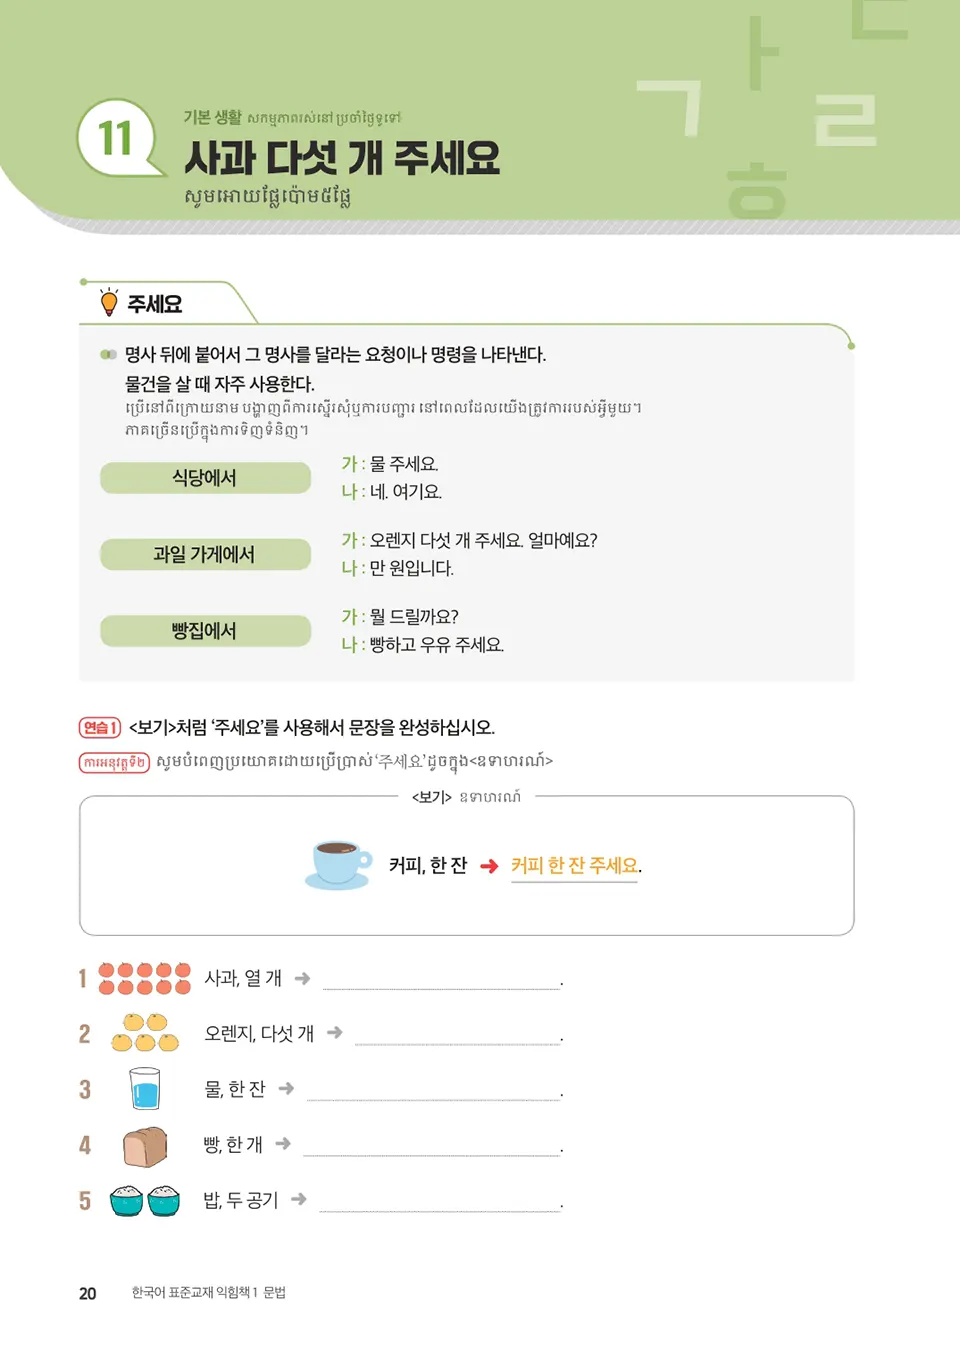 11
기본 생활 សកម្មភាពរស់នៅប្រចាំថ្ងៃទូទៅ
사과 다섯 개 주세요
សូមអោយផ្លែប៉ោម៥ផ្លែ
ㄱ ㅏ ㄷ ㄹ ㅎ
주세요
명사 뒤에 붙어서 그 명사를 달라는 요청이나 명령을 나타낸다.
물건을 살 때 자주 사용한다.
ប្រើនៅពីក្រោយនាម បង្ហាញពីការស្នើរសុំឬការបញ្ជារ នៅពេលដែលយើងត្រូវការរបស់អ្វីមួយ។
ភាគច្រើនប្រើក្នុងការទិញទំនិញ។
식당에서
가 : 물 주세요.
나 : 네. 여기요.
과일 가게에서
가 : 오렌지 다섯 개 주세요. 얼마예요?
나 : 만 원입니다.
빵집에서
가 : 뭘 드릴까요?
나 : 빵하고 우유 주세요.
연습 1 <보기>처럼 ‘주세요’를 사용해서 문장을 완성하십시오.
ការអនុវត្តទី២ សូមបំពេញប្រយោគដោយប្រើប្រាស់ ‘주세요’ ដូចក្នុង<ឧទាហរណ៍>
<보기> ឧទាហរណ៍
커피, 한 잔 ➜ 커피 한 잔 주세요.
1 사과, 열 개 ➜ .
2 오렌지, 다섯 개 ➜ .
3 물, 한 잔 ➜ .
4 빵, 한 개 ➜ .
5 밥, 두 공기 ➜ .
20 한국어 표준교재 익힘책 1 문법